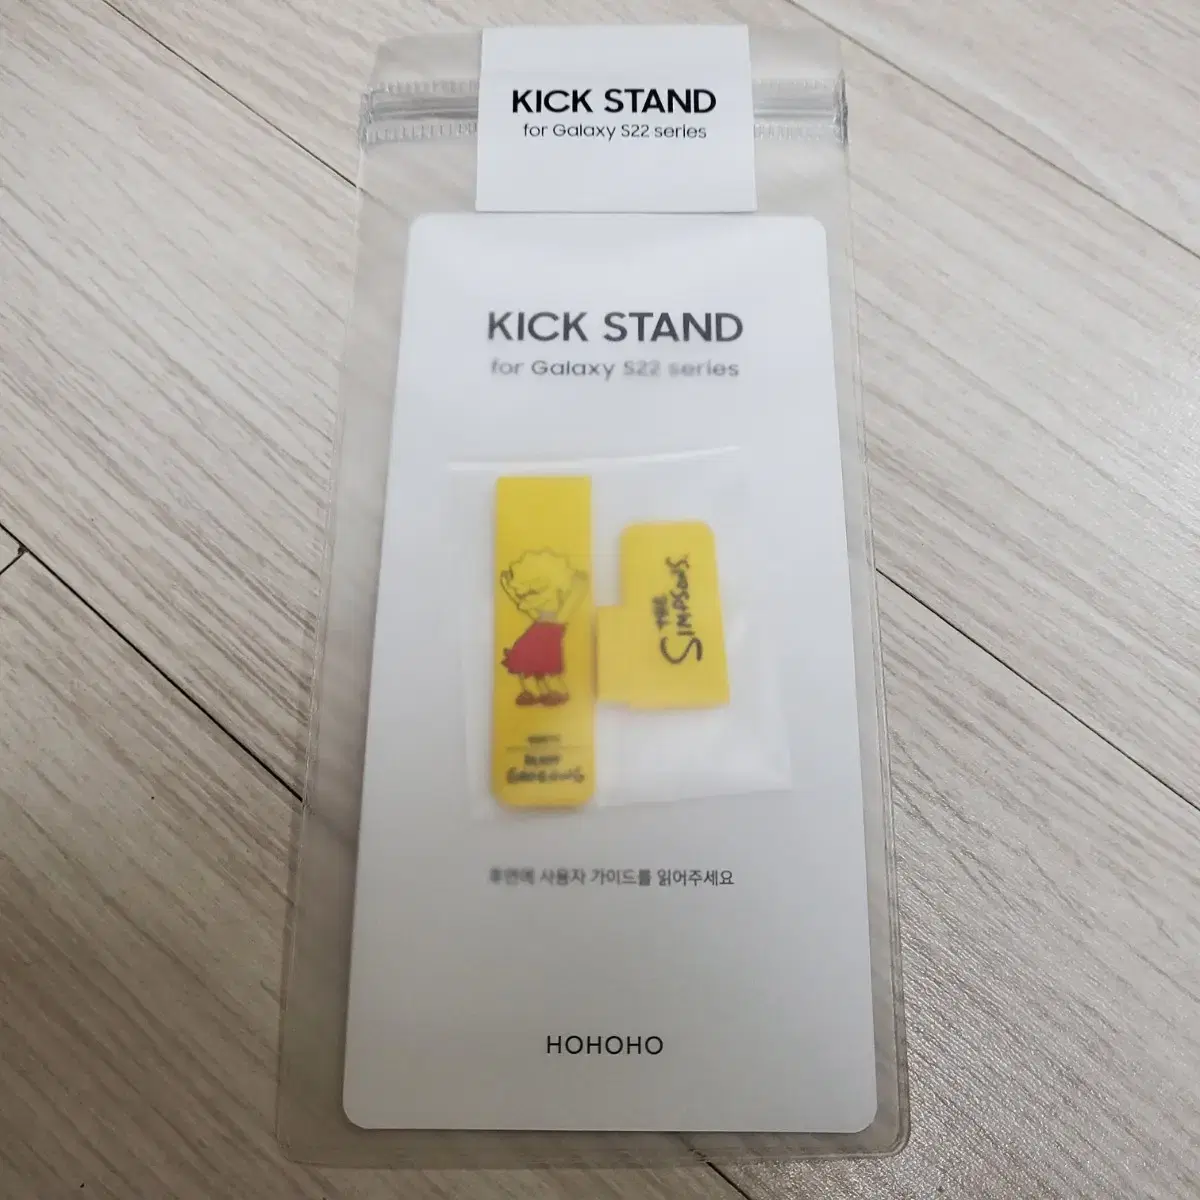 KICK STAND
for Galaxy S22 series
KICK STAND
for Galaxy S22 series
THE
SIMPSONS
후면에 사용자 가이드를 읽어주세요
HOHOHO